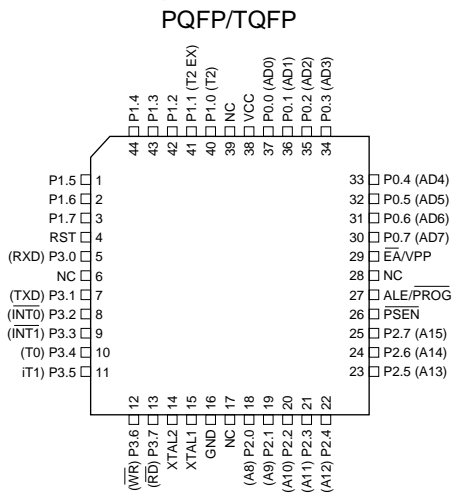 PQFP/TQFP
P1.4
P1.3
P1.2
P1.1 (T2 EX)
P1.0 (T2)
NC
VCC
P0.0 (AD0)
P0.1 (AD1)
P0.2 (AD2)
P0.3 (AD3)
44
43
42
41
40
39
38
37
36
35
34
P1.5 1
P1.6 2
P1.7 3
RST 4
(RXD) P3.0 5
NC 6
(TXD) P3.1 7
(INT0) P3.2 8
(INT1) P3.3 9
(T0) P3.4 10
iT1) P3.5 11
33 P0.4 (AD4)
32 P0.5 (AD5)
31 P0.6 (AD6)
30 P0.7 (AD7)
29 EA/VPP
28 NC
27 ALE/PROG
26 PSEN
25 P2.7 (A15)
24 P2.6 (A14)
23 P2.5 (A13)
12
13
14
15
16
17
18
19
20
21
22
(WR) P3.6
(RD) P3.7
XTAL2
XTAL1
GND
NC
(A8) P2.0
(A9) P2.1
(A10) P2.2
(A11) P2.3
(A12) P2.4